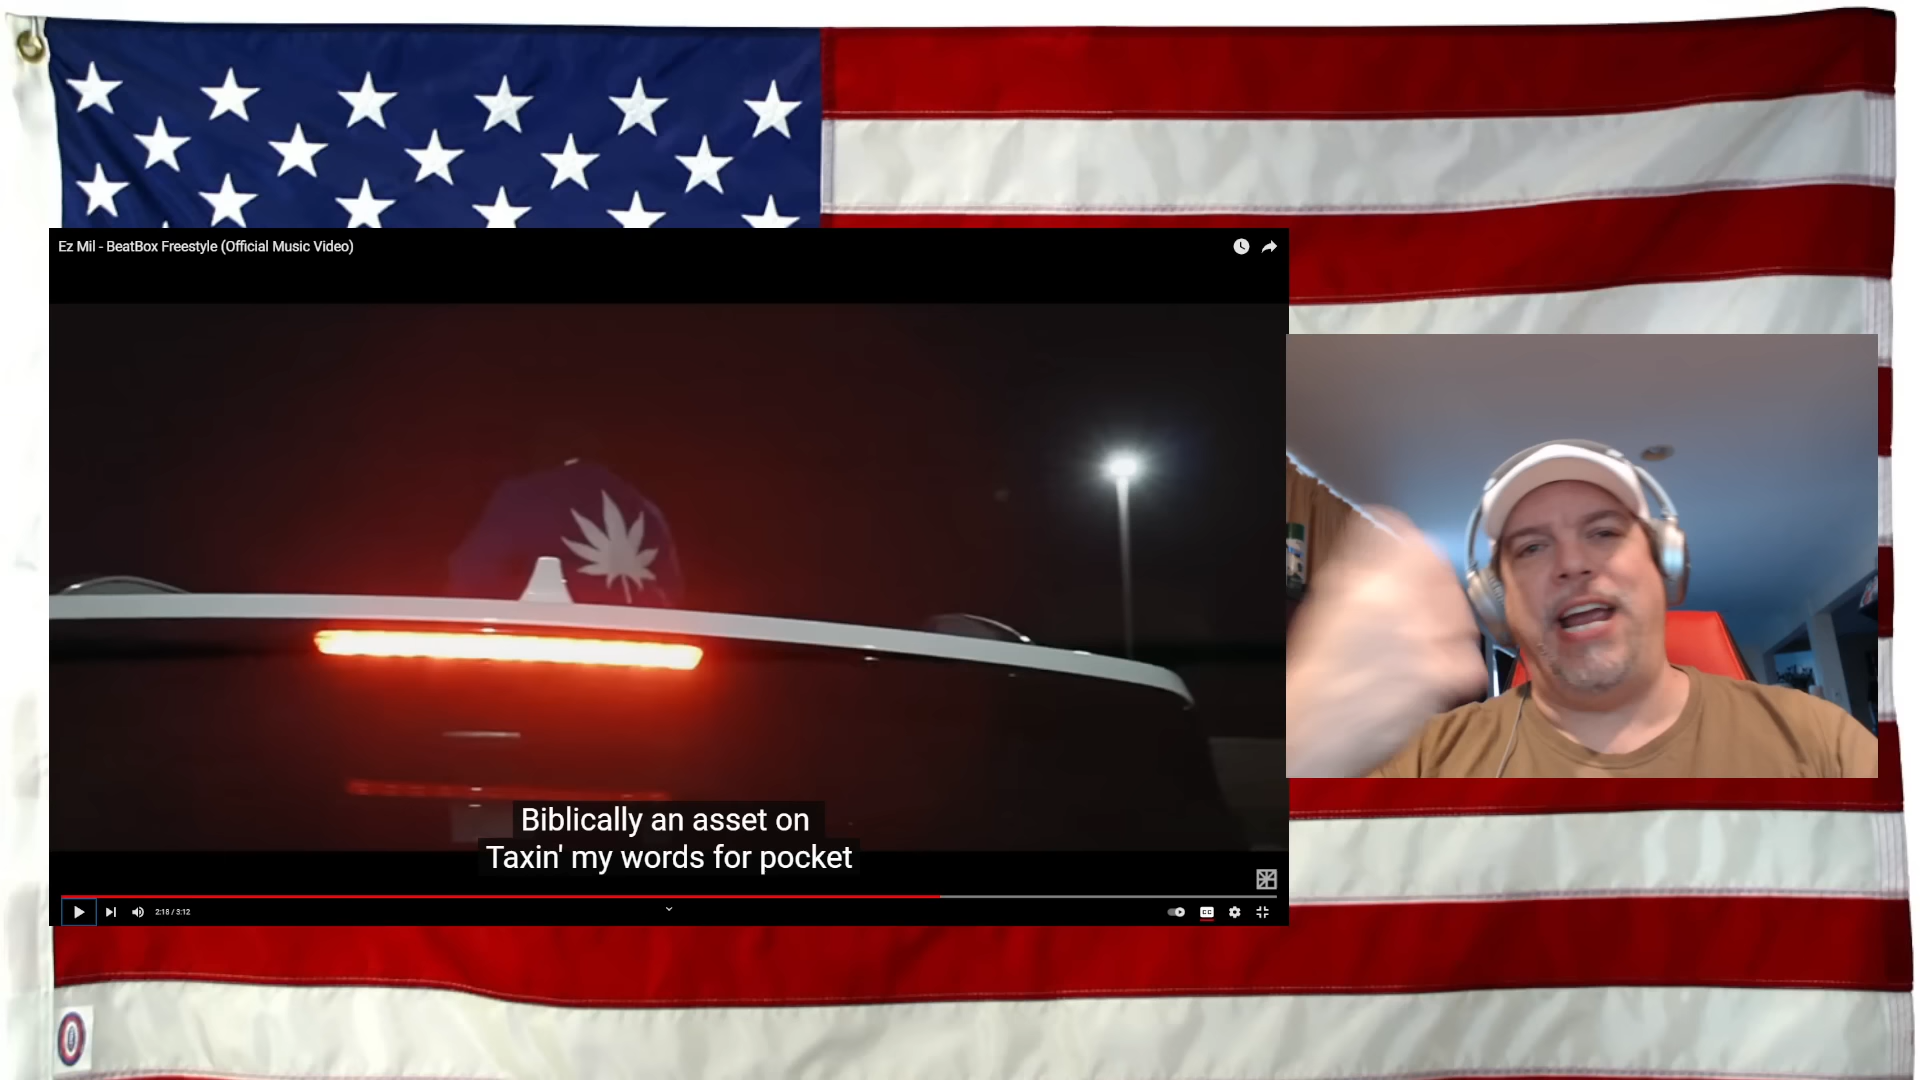 Ez Mil - BeatBox Freestyle (Official Music Video)
Biblically an asset on
Taxin' my words for pocket
2:18 / 3:12
CC